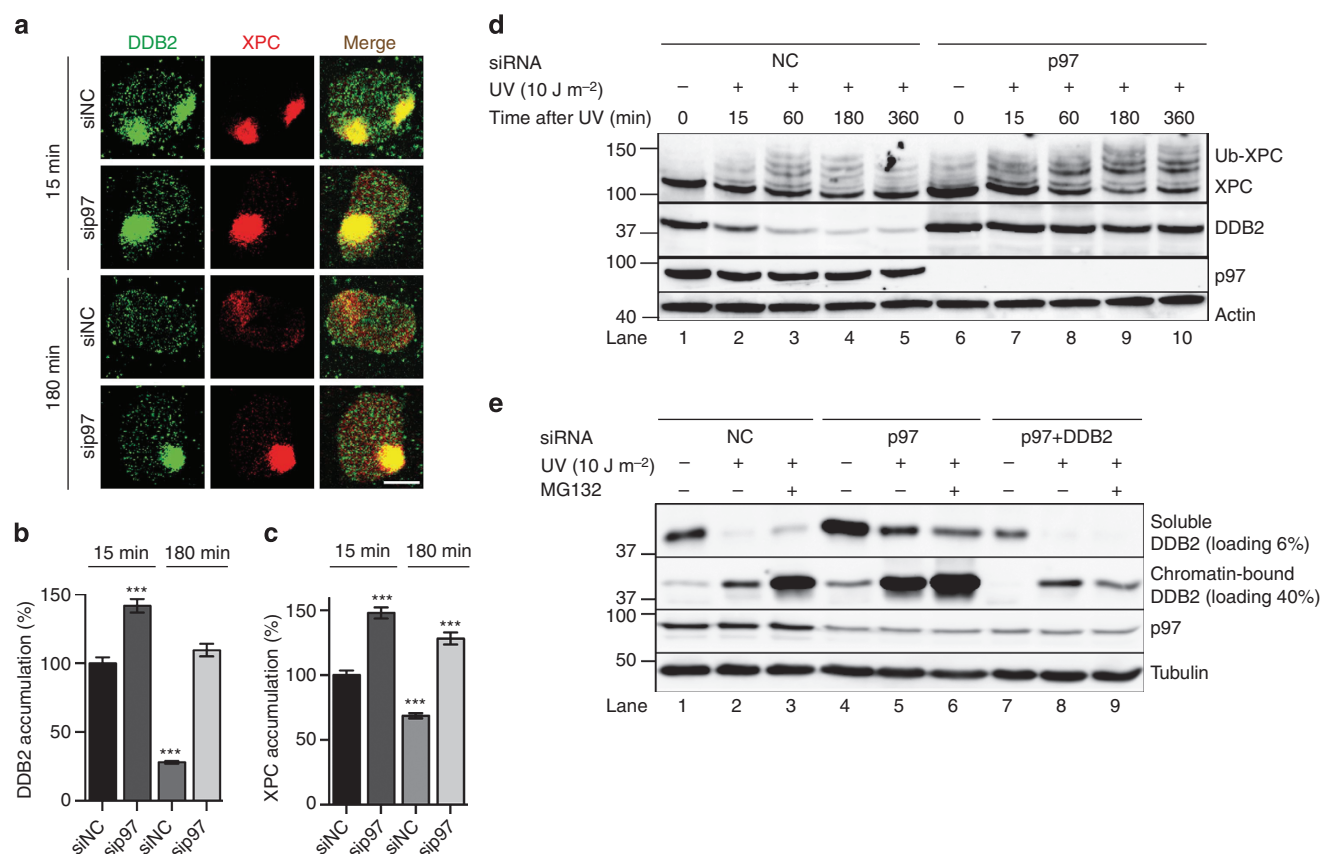 a
DDB2 XPC Merge
15 min
siNC
sip97
180 min
siNC
sip97
b
15 min 180 min
DDB2 accumulation (%)
150
100
50
0
***
***
siNC sip97 siNC sip97
c
15 min 180 min
XPC accumulation (%)
150
100
50
0
***
***
***
siNC sip97 siNC sip97
d
siRNA NC p97
UV (10 J m–2) – + + + + – + + + +
Time after UV (min) 0 15 60 180 360 0 15 60 180 360
150 Ub-XPC
100 XPC
37 DDB2
100 p97
40 Actin
Lane 1 2 3 4 5 6 7 8 9 10
e
siRNA NC p97 p97+DDB2
UV (10 J m–2) – + + – + + – + +
MG132 – – + – – + – – +
Soluble
37 DDB2 (loading 6%)
Chromatin-bound
37 DDB2 (loading 40%)
100 p97
50 Tubulin
Lane 1 2 3 4 5 6 7 8 9